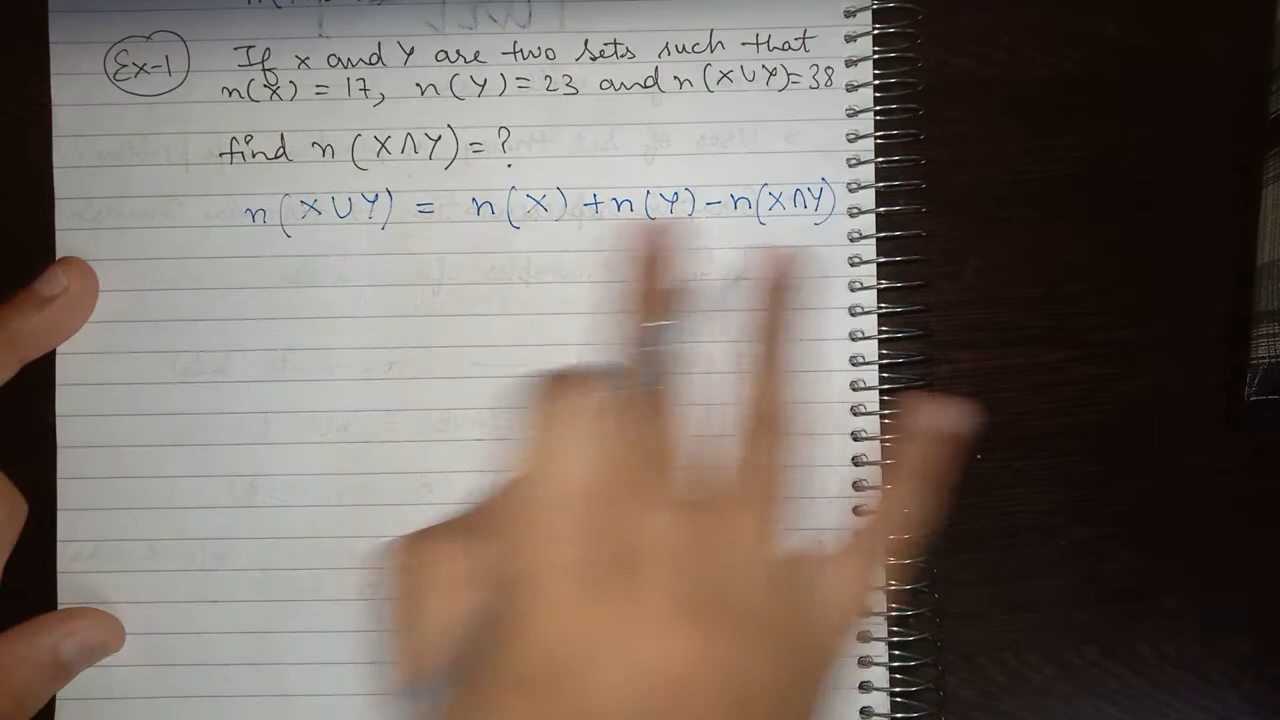 Ex-1
If x and Y are two sets such that
n(X) = 17, n(Y) = 23 and n(X∪Y)=38
find n(X∩Y)=?
n(X∪Y) = n(X)+n(Y)-n(X∩Y)